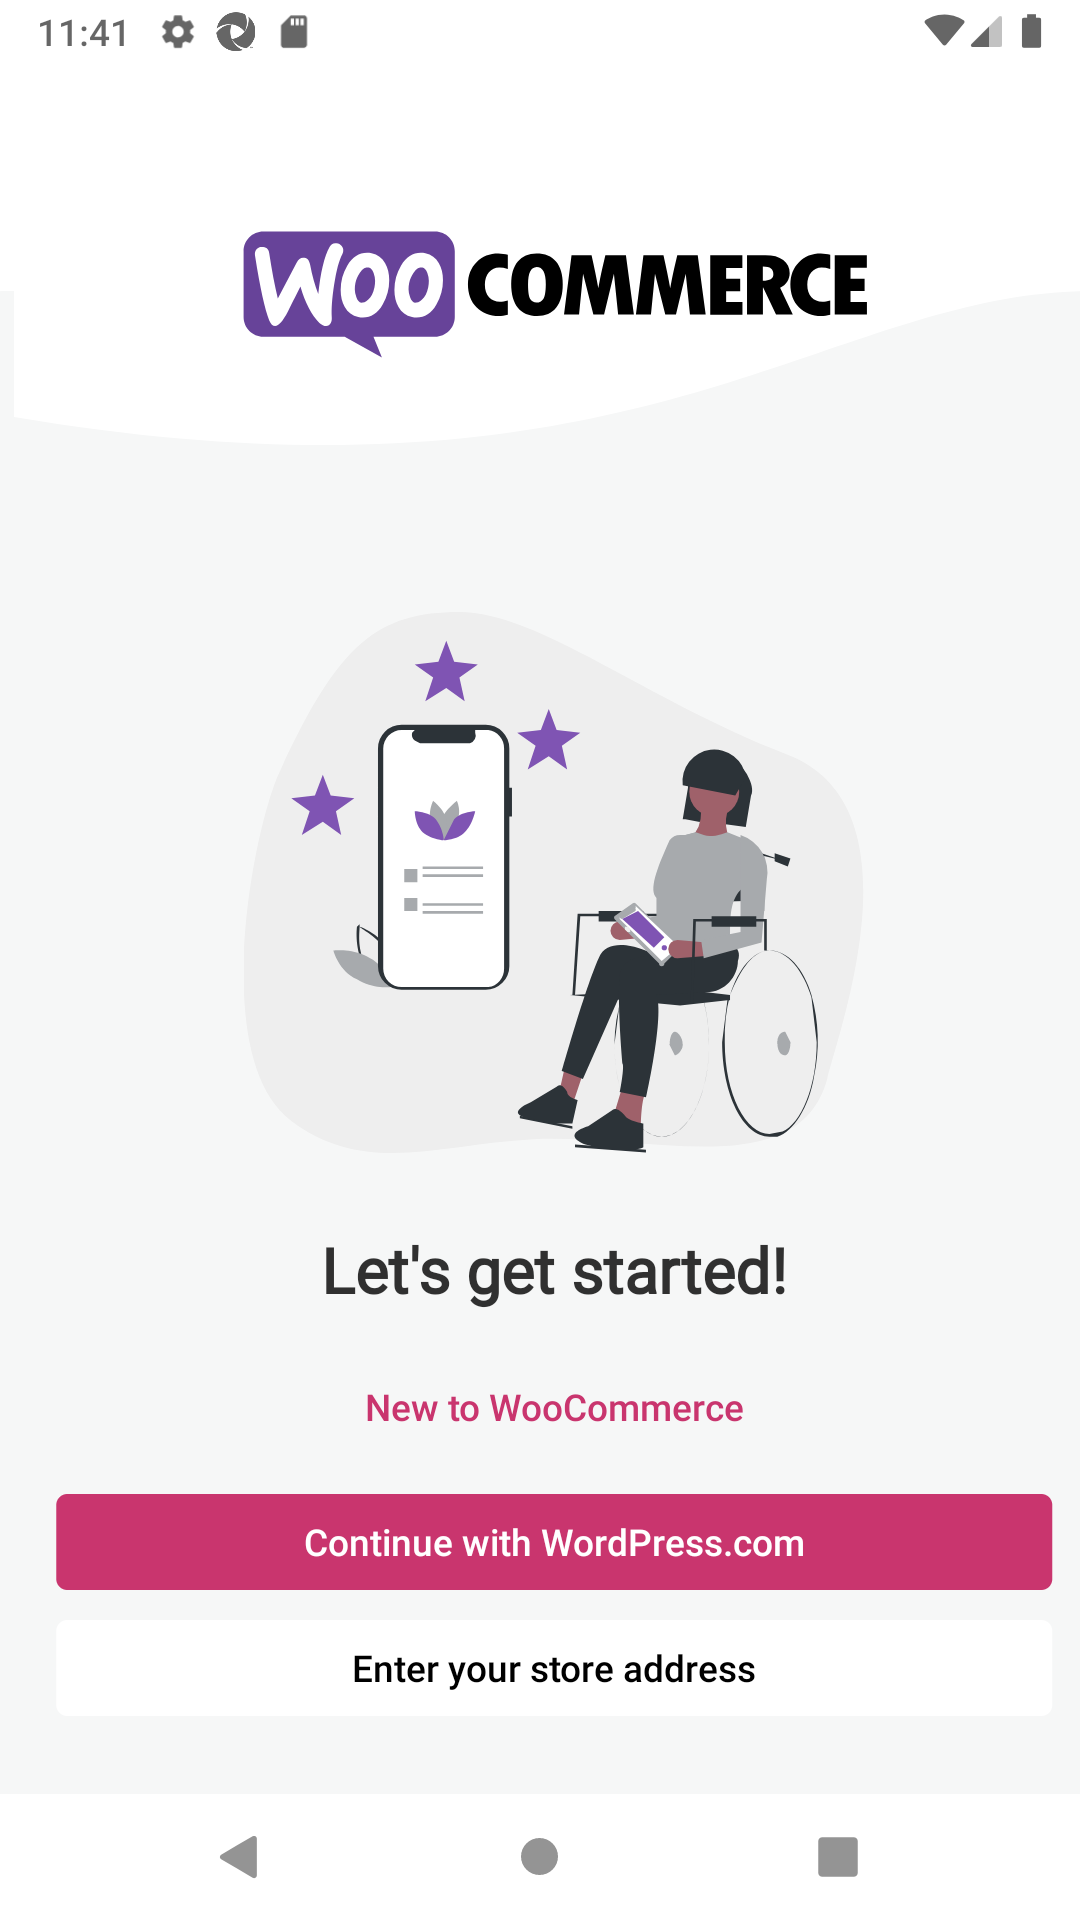 11:41
WOO COMMERCE
Let's get started!
New to WooCommerce
Continue with WordPress.com
Enter your store address